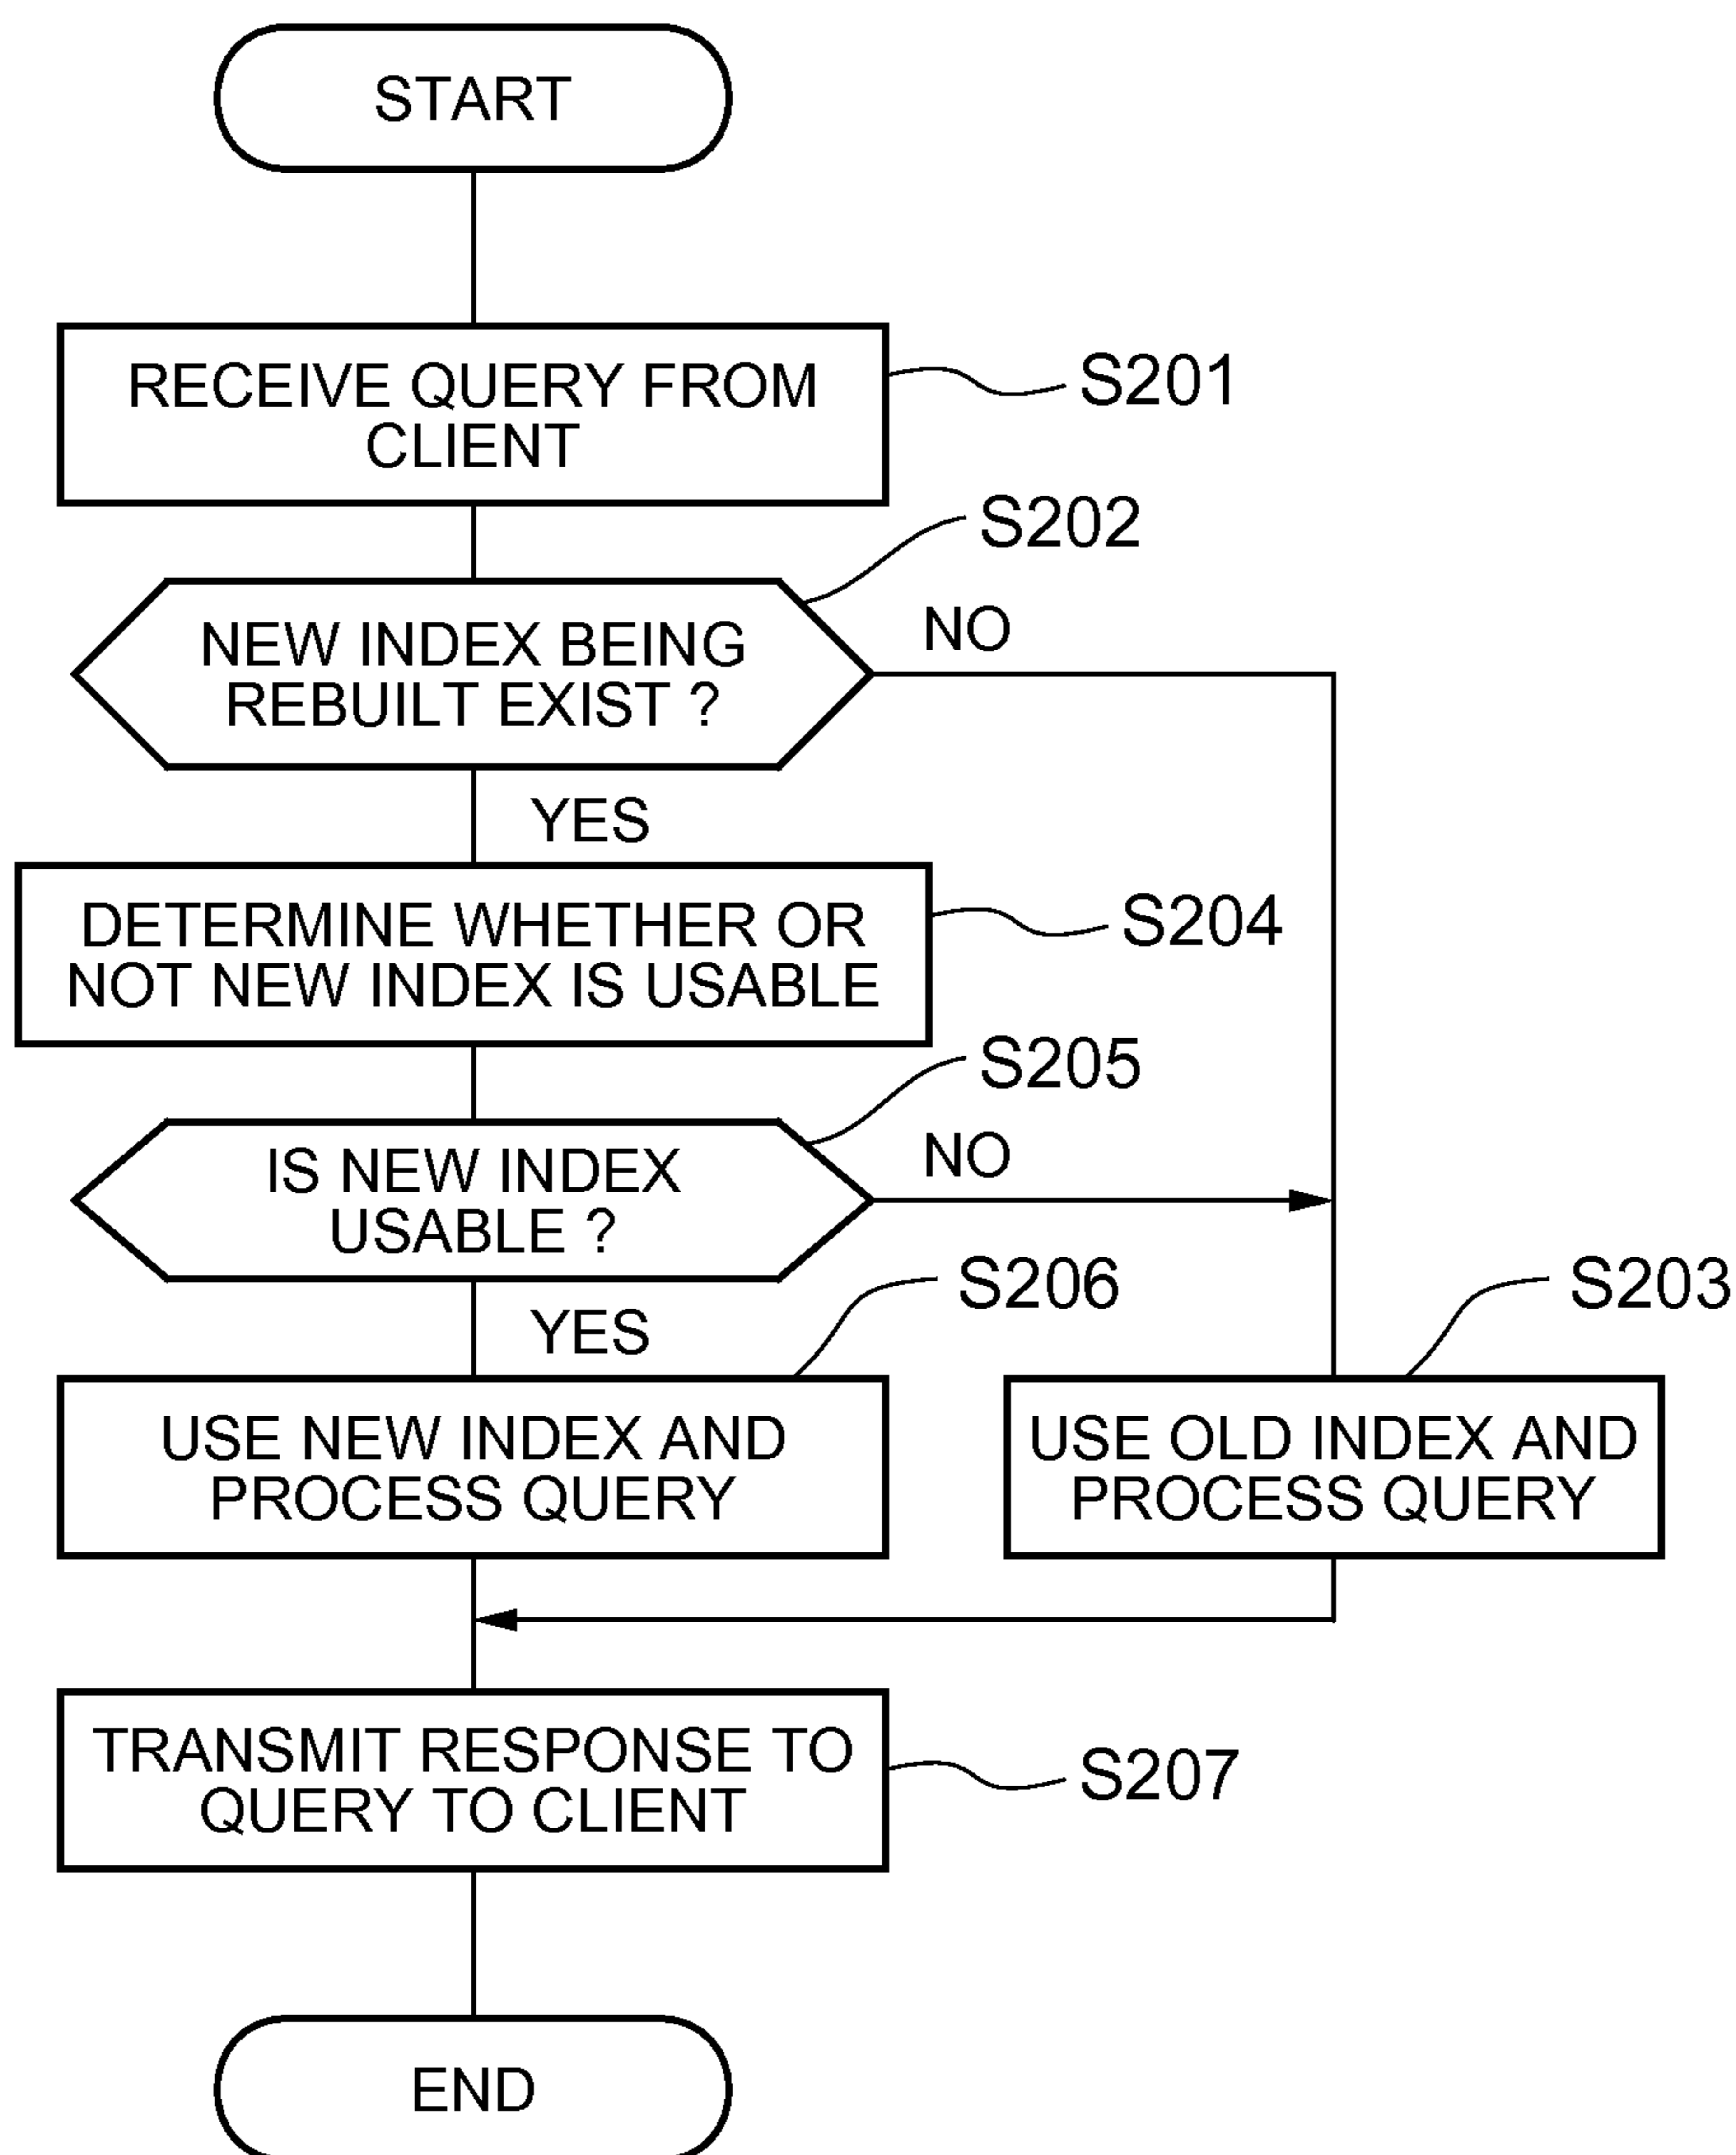 START
RECEIVE QUERY FROM
CLIENT
S201
S202
NEW INDEX BEING
REBUILT EXIST ?
NO
YES
DETERMINE WHETHER OR
NOT NEW INDEX IS USABLE
S204
S205
IS NEW INDEX
USABLE ?
NO
YES
S206
S203
USE NEW INDEX AND
PROCESS QUERY
USE OLD INDEX AND
PROCESS QUERY
TRANSMIT RESPONSE TO
QUERY TO CLIENT
S207
END